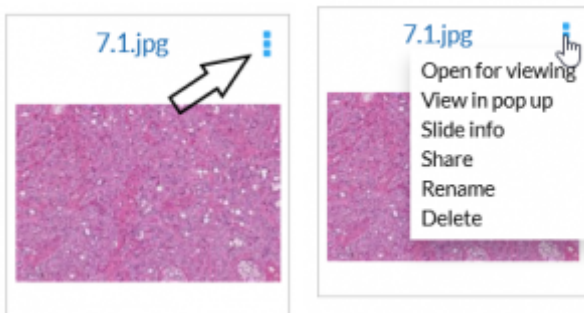 7.1.jpg
7.1.jpg
Open for viewing
View in pop up
Slide info
Share
Rename
Delete